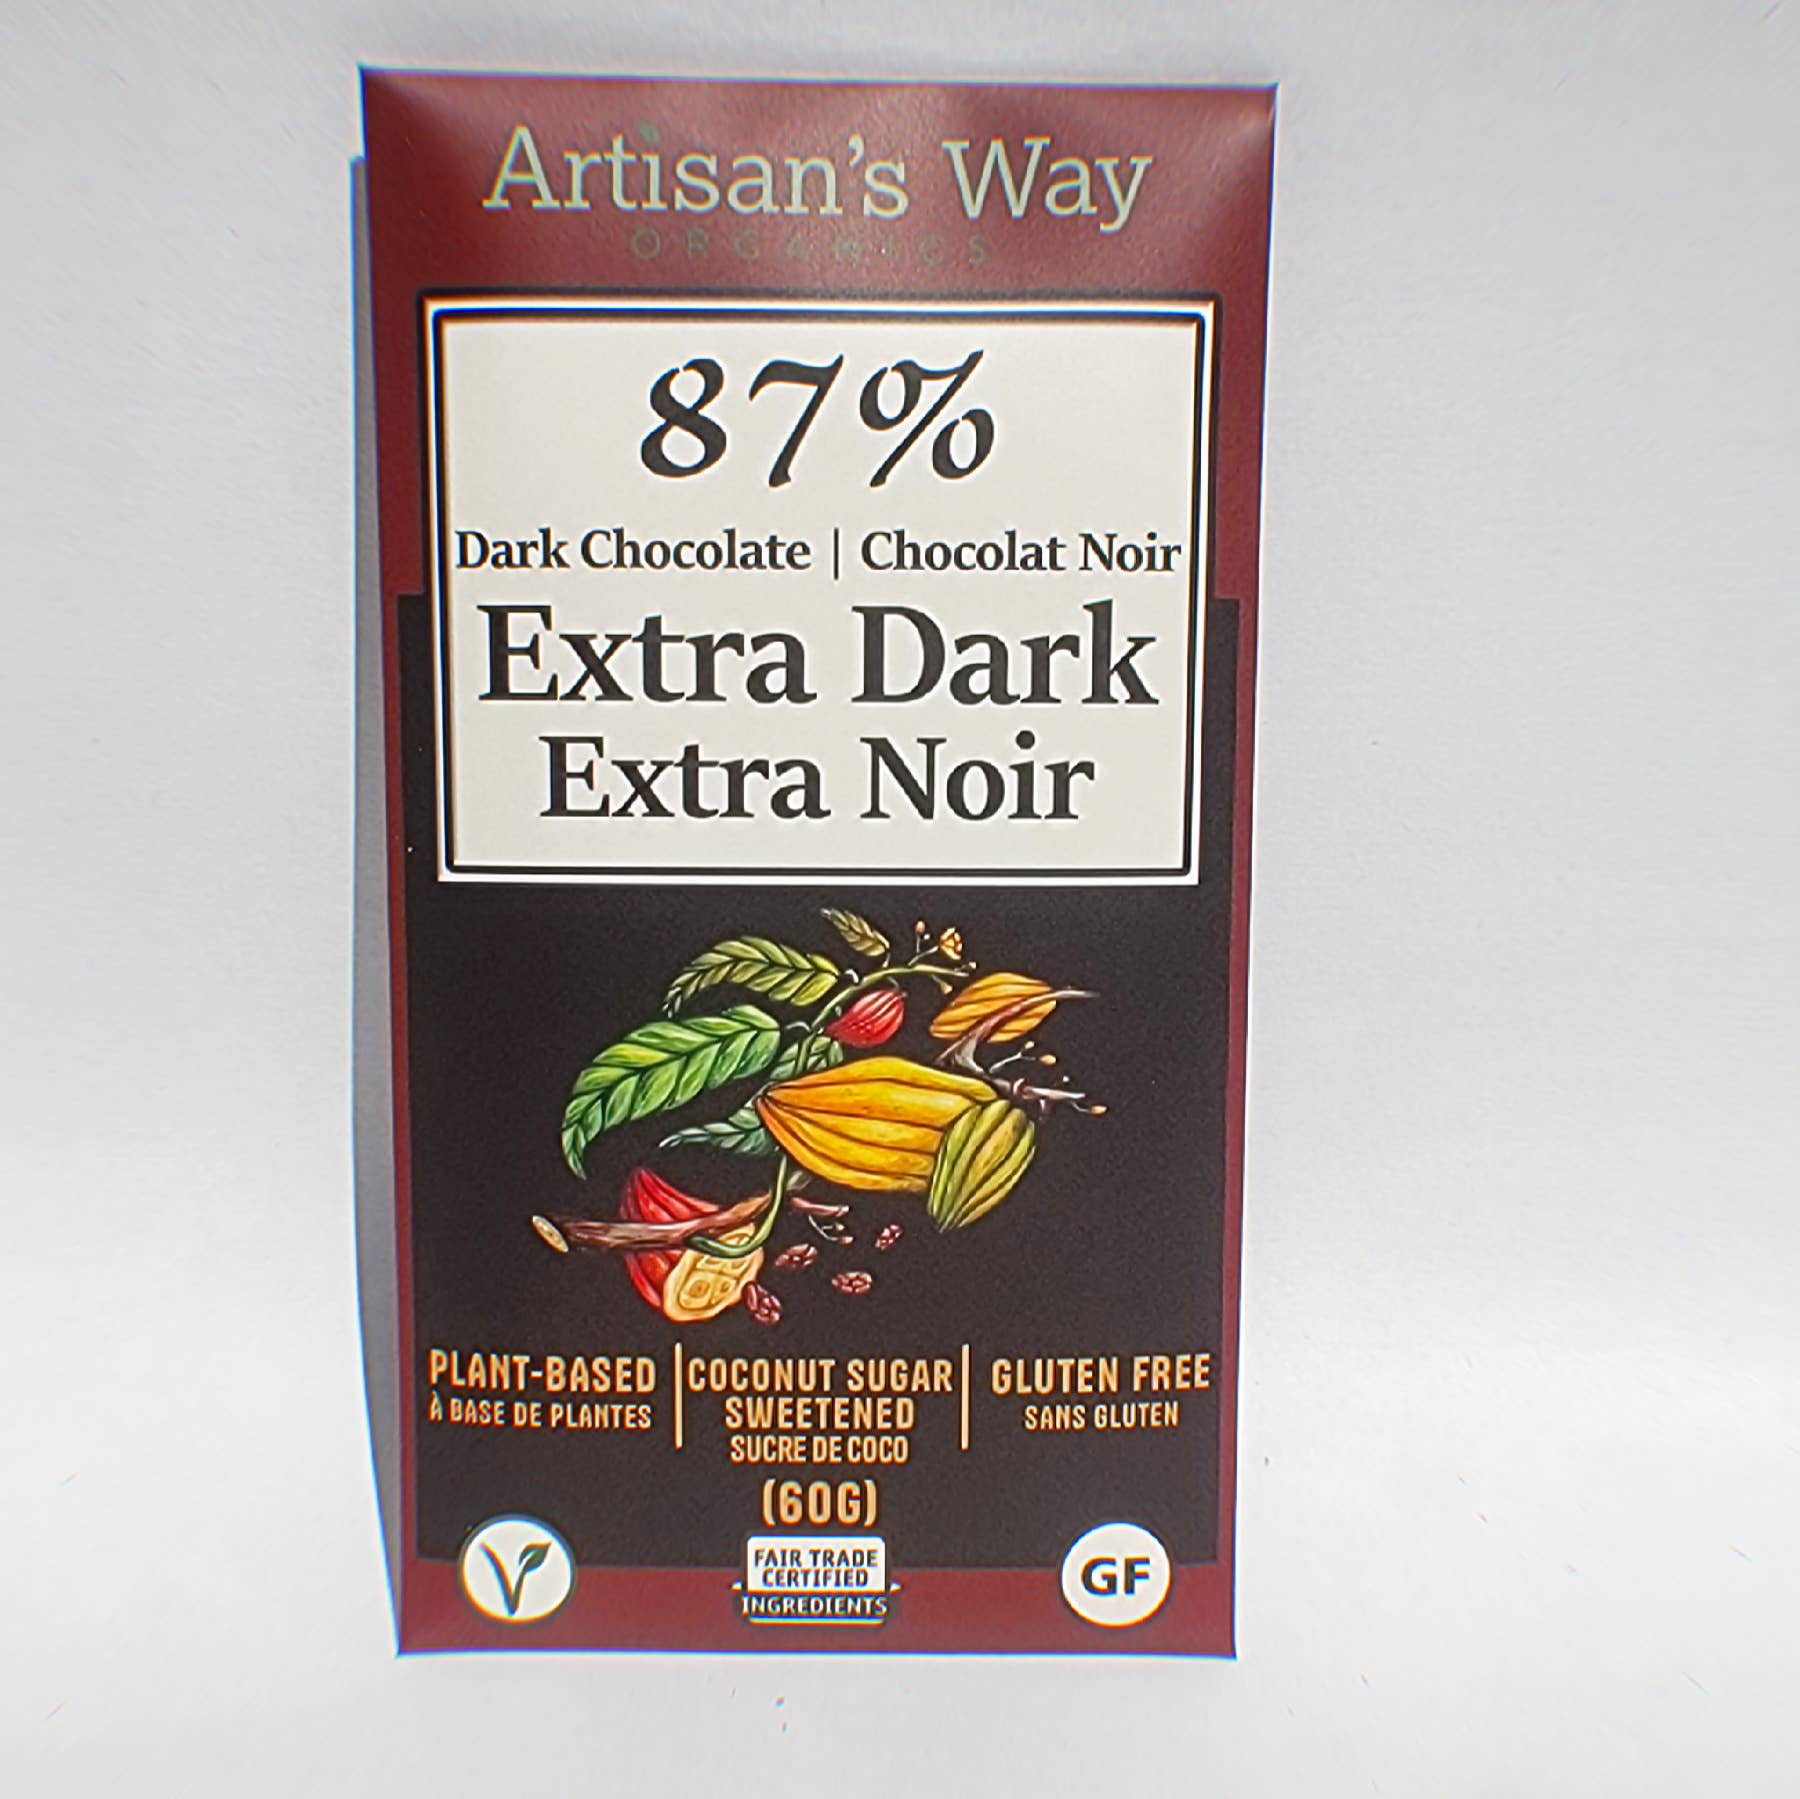 Artisan's Way
ORGANICS
87%
Dark Chocolate | Chocolat Noir
Extra Dark
Extra Noir
PLANT-BASED
À BASE DE PLANTES
COCONUT SUGAR
SWEETENED
SUCRE DE COCO
GLUTEN FREE
SANS GLUTEN
(60G)
V
FAIR TRADE
CERTIFIED
INGREDIENTS
GF